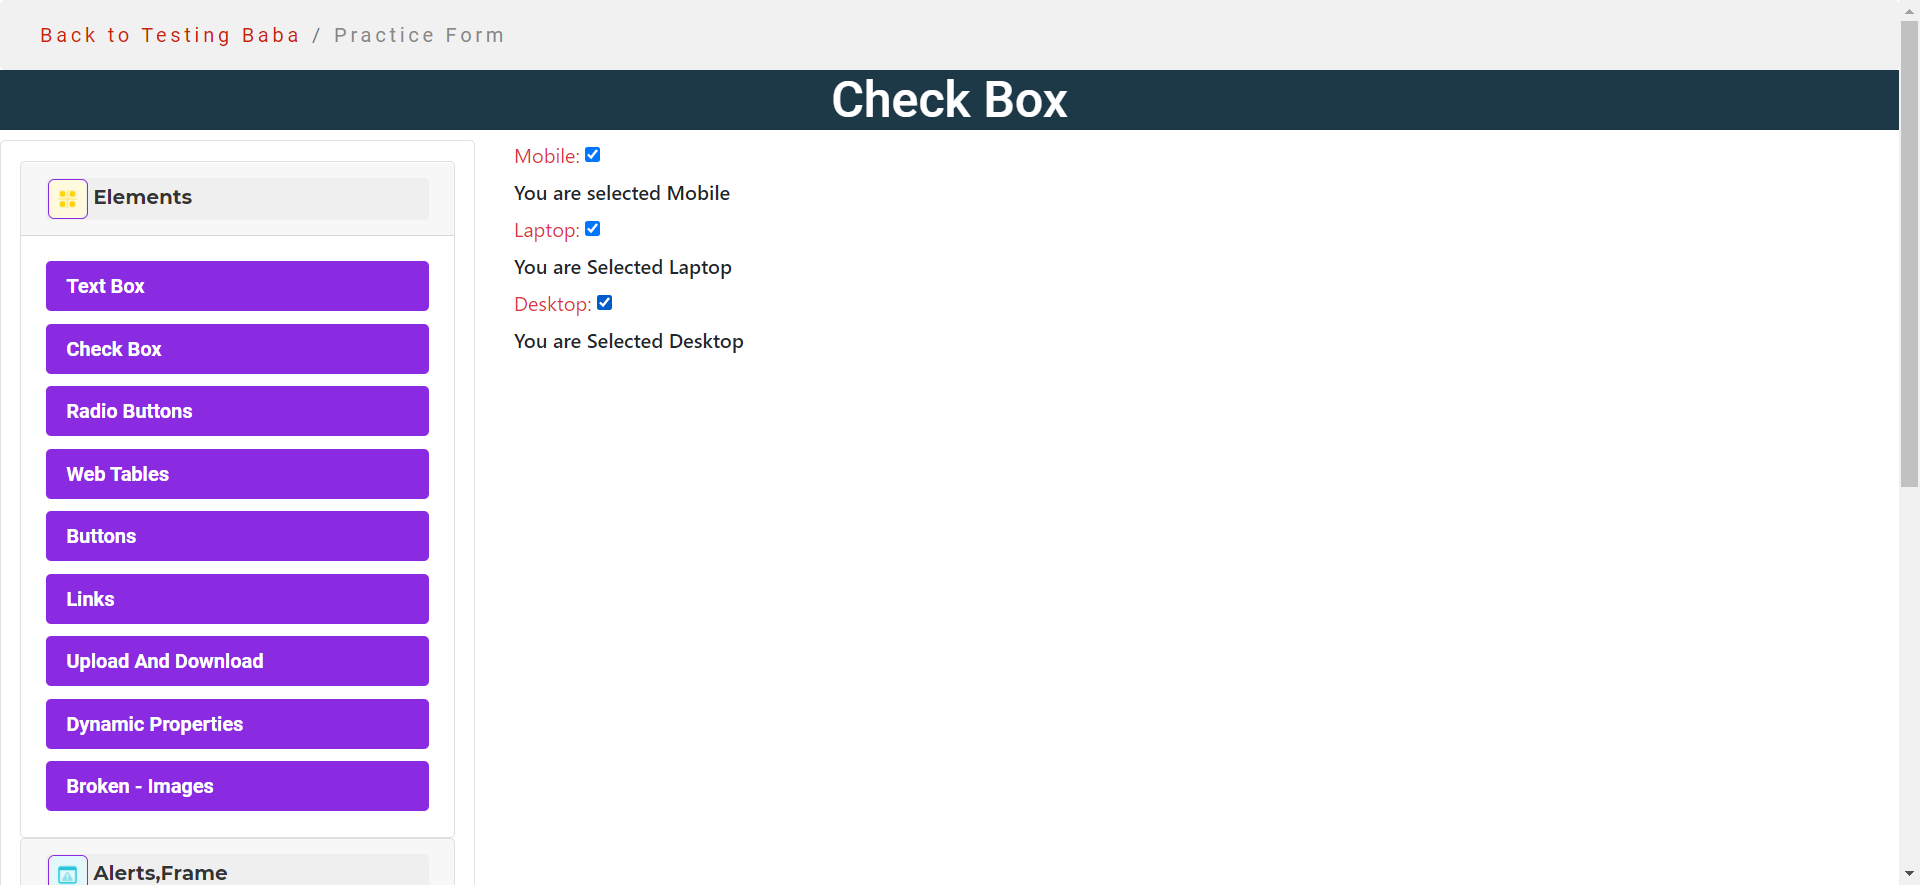 Back to Testing Baba / Practice Form
Check Box
Elements
Text Box
Check Box
Radio Buttons
Web Tables
Buttons
Links
Upload And Download
Dynamic Properties
Broken - Images
Alerts,Frame
Mobile:
You are selected Mobile
Laptop:
You are Selected Laptop
Desktop:
You are Selected Desktop